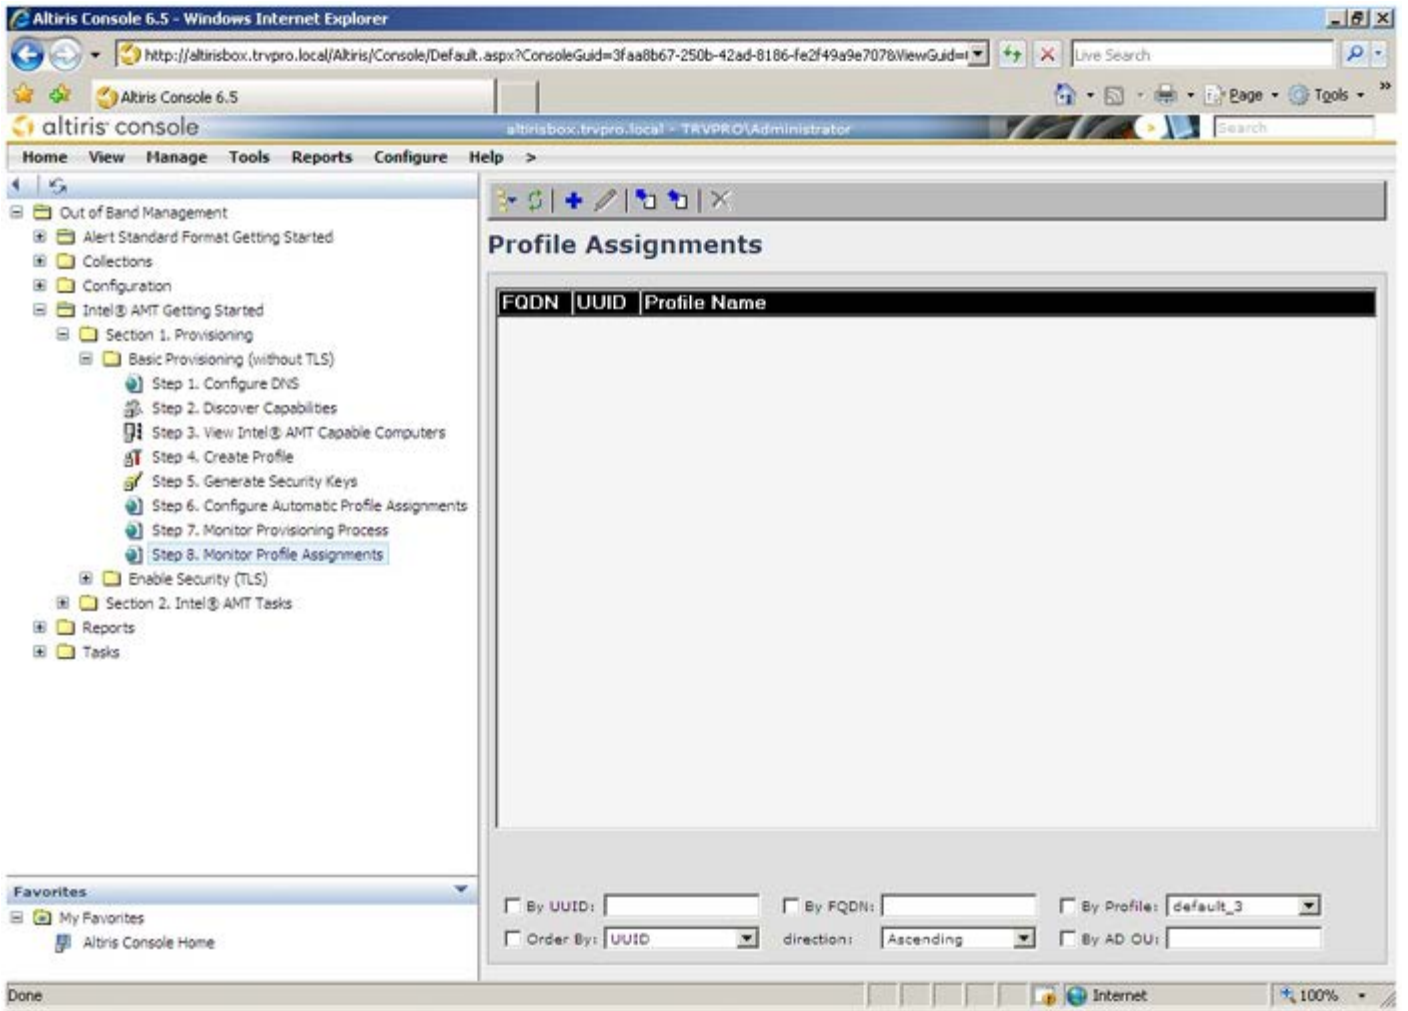 Altiris Console 6.5 - Windows Internet Explorer
http://altirisbox.trvpro.local/Altiris/Console/Default.aspx?ConsoleGuid=3faa8b67-250b-42ad-8186-fe2f49a9e707&ViewGuid=
Live Search
Altiris Console 6.5
Page
Tools
altiris console
altirisbox.trvpro.local - TRVPRO\Administrator
Search
Home View Manage Tools Reports Configure Help >
Out of Band Management
Alert Standard Format Getting Started
Collections
Configuration
Intel® AMT Getting Started
Section 1. Provisioning
Basic Provisioning (without TLS)
Step 1. Configure DNS
Step 2. Discover Capabilities
Step 3. View Intel® AMT Capable Computers
Step 4. Create Profile
Step 5. Generate Security Keys
Step 6. Configure Automatic Profile Assignments
Step 7. Monitor Provisioning Process
Step 8. Monitor Profile Assignments
Enable Security (TLS)
Section 2. Intel® AMT Tasks
Reports
Tasks
Favorites
My Favorites
Altiris Console Home
Profile Assignments
FQDN UUID Profile Name
By UUID: By FQDN: By Profile: default_3
Order By: UUID direction: Ascending By AD OU:
Done
Internet
100%